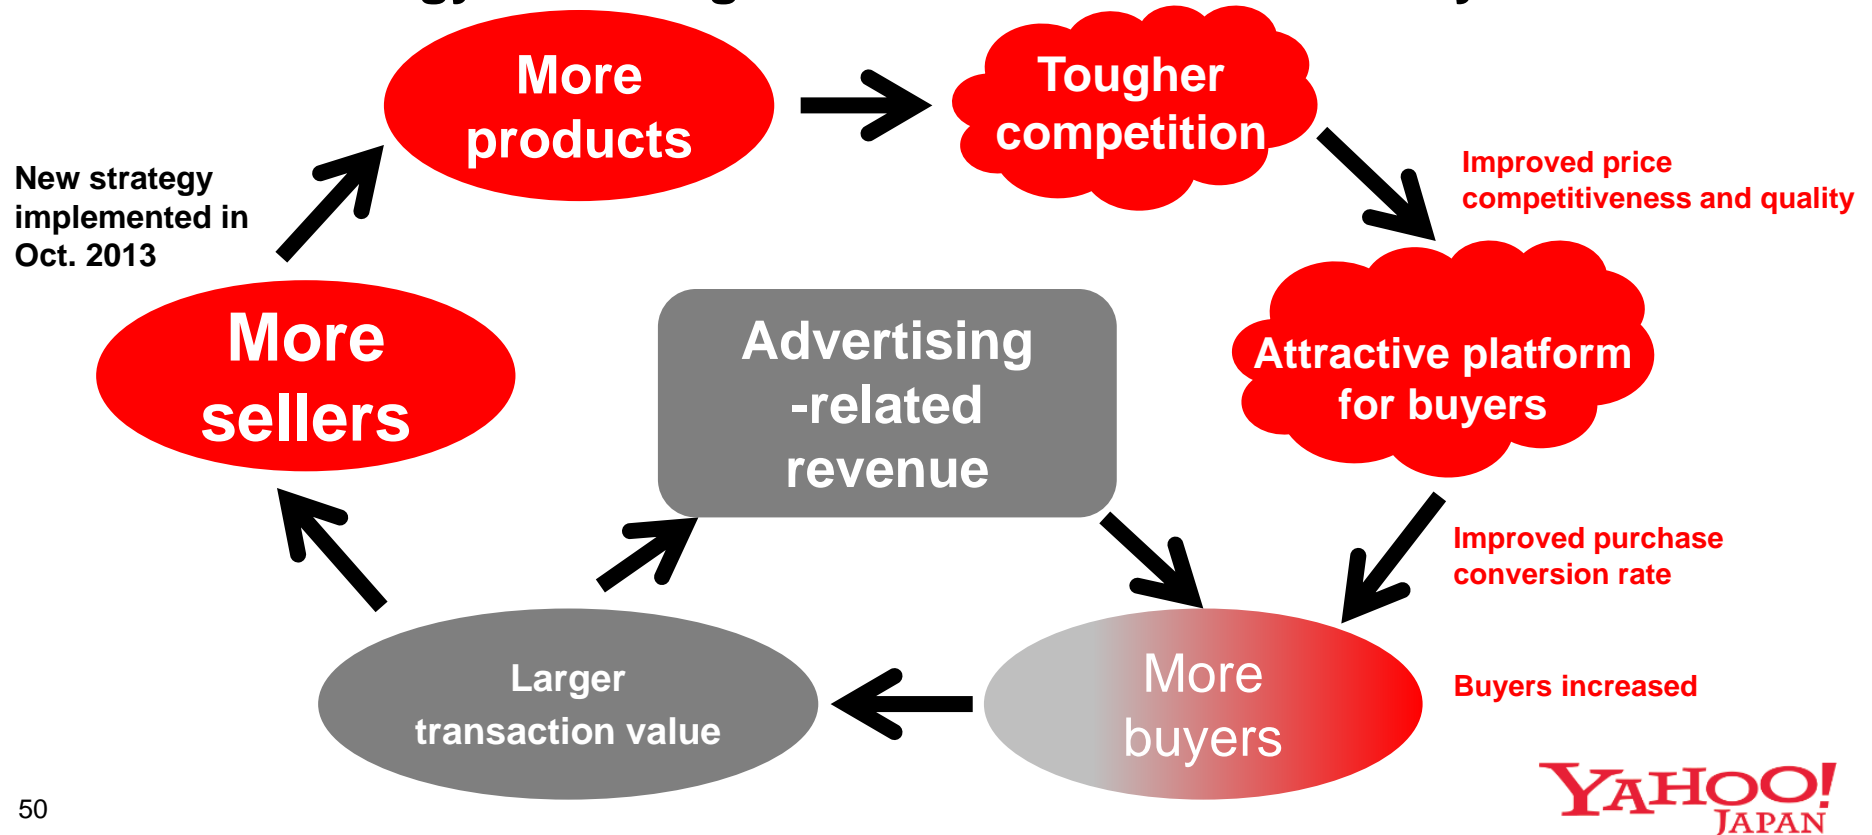 More
products
Tougher
competition
New strategy
implemented in
Oct. 2013
Improved price
competitiveness and quality
More
sellers
Advertising
-related
revenue
Attractive platform
for buyers
Improved purchase
conversion rate
Larger
transaction value
More
buyers
Buyers increased
50
YAHOO!
JAPAN